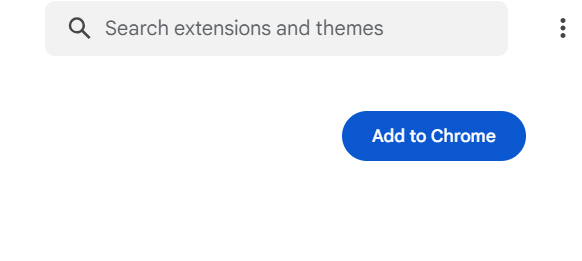 Search extensions and themes
Add to Chrome